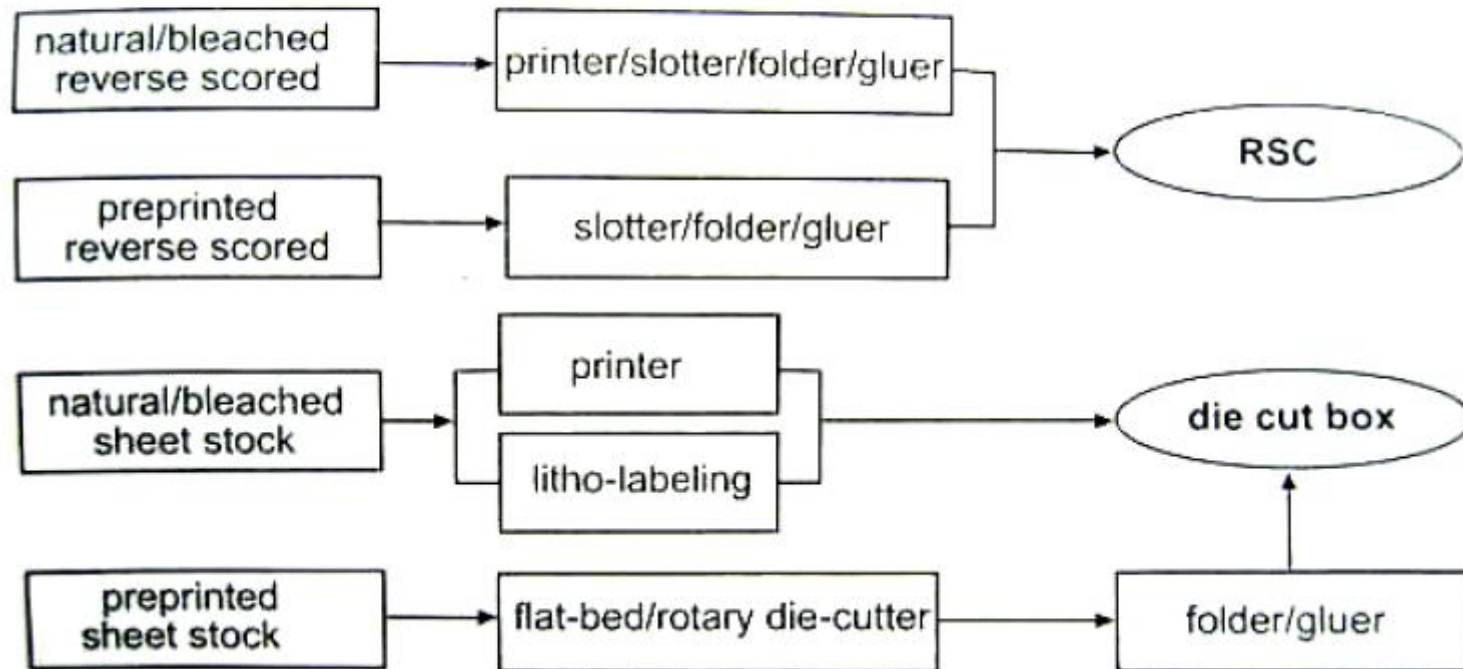 natural/bleached
reverse scored
printer/slotter/folder/gluer
RSC
preprinted
reverse scored
slotter/folder/gluer
printer
natural/bleached
sheet stock
die cut box
litho-labeling
preprinted
sheet stock
flat-bed/rotary die-cutter
folder/gluer